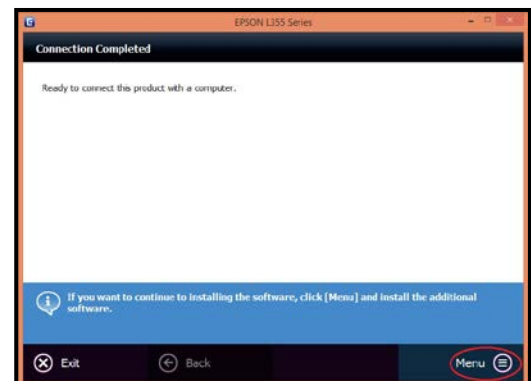 EPSON L355 Series
Connection Completed
Ready to connect this product with a computer.
If you want to continue to installing the software, click [Menu] and install the additional
software.
Exit
Back
Menu